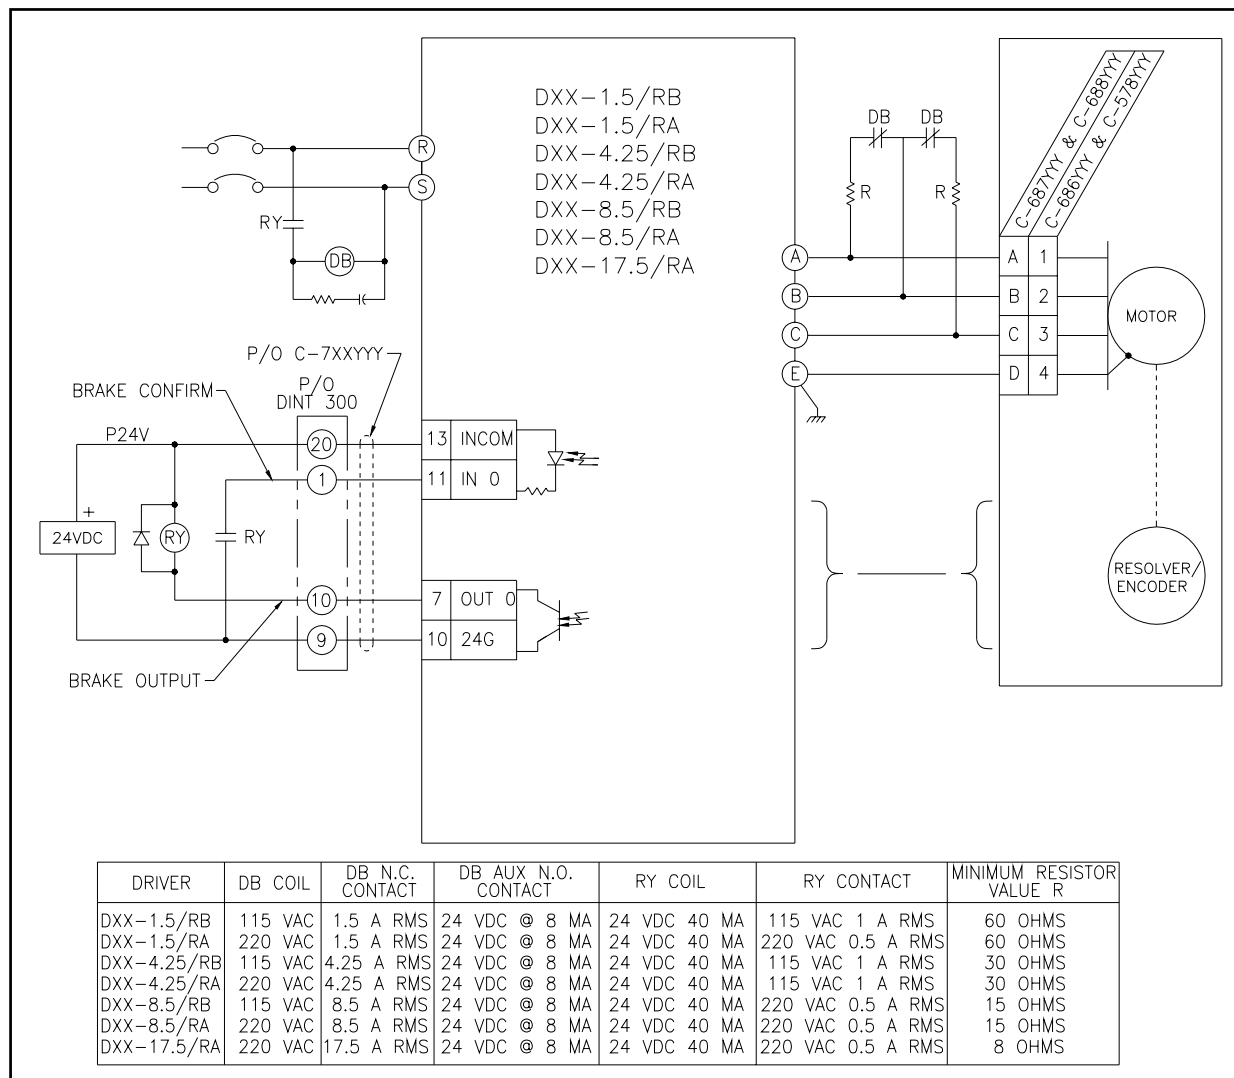 DXX-1.5/RB
DXX-1.5/RA
DXX-4.25/RB
DXX-4.25/RA
DXX-8.5/RB
DXX-8.5/RA
DXX-17.5/RA
C-687YYY & C-688YYY
C-686YYY & C-578YYY
DB DB
R
S
R R
RY
DB
A
B
C
E
A 1
B 2
C 3
D 4
MOTOR
P/O C-7XXYYY
P/O
DINT 300
BRAKE CONFIRM
P24V
20
13 INCOM
1
11 IN 0
+
24VDC
RY
RY
10
7 OUT 0
9
10 24G
BRAKE OUTPUT
RESOLVER/
ENCODER
DRIVER DB COIL DB N.C. CONTACT DB AUX N.O. CONTACT RY COIL RY CONTACT MINIMUM RESISTOR VALUE R
DXX-1.5/RB 115 VAC 1.5 A RMS 24 VDC @ 8 MA 24 VDC 40 MA 115 VAC 1 A RMS 60 OHMS
DXX-1.5/RA 220 VAC 1.5 A RMS 24 VDC @ 8 MA 24 VDC 40 MA 220 VAC 0.5 A RMS 60 OHMS
DXX-4.25/RB 115 VAC 4.25 A RMS 24 VDC @ 8 MA 24 VDC 40 MA 115 VAC 1 A RMS 30 OHMS
DXX-4.25/RA 220 VAC 4.25 A RMS 24 VDC @ 8 MA 24 VDC 40 MA 115 VAC 1 A RMS 30 OHMS
DXX-8.5/RB 115 VAC 8.5 A RMS 24 VDC @ 8 MA 24 VDC 40 MA 220 VAC 0.5 A RMS 15 OHMS
DXX-8.5/RA 220 VAC 8.5 A RMS 24 VDC @ 8 MA 24 VDC 40 MA 220 VAC 0.5 A RMS 15 OHMS
DXX-17.5/RA 220 VAC 17.5 A RMS 24 VDC @ 8 MA 24 VDC 40 MA 220 VAC 0.5 A RMS 8 OHMS